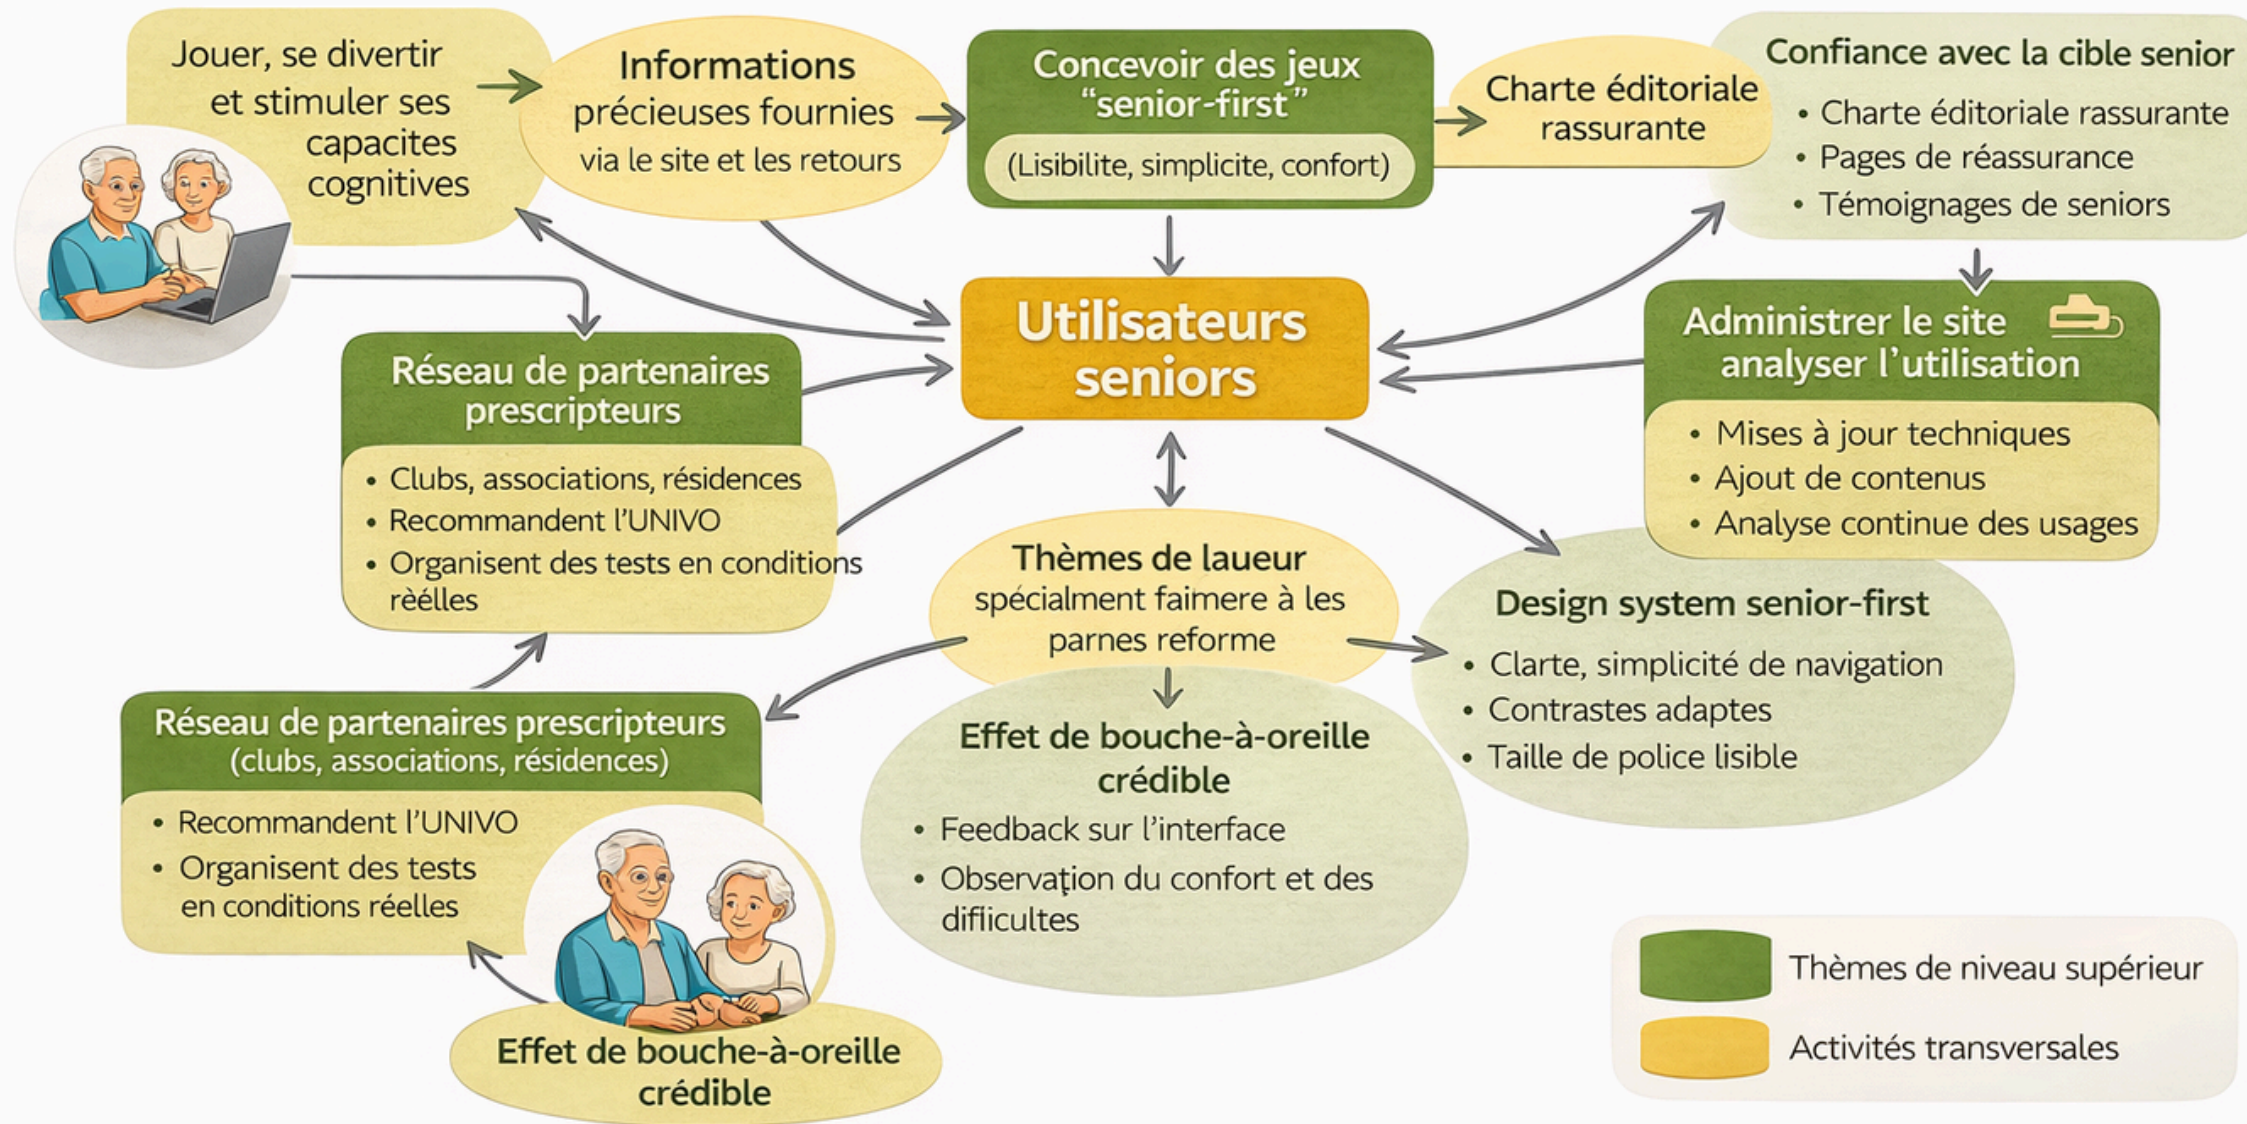 Jouer, se divertir
et stimuler ses
capacites
cognitives
Informations
précieuses fournies
via le site et les retours
Concevoir des jeux
“senior-first”
(Lisibilite, simplicite, confort)
Charte éditoriale
rassurante
Confiance avec la cible senior
• Charte éditoriale rassurante
• Pages de réassurance
• Témoignages de seniors
Utilisateurs
seniors
Administrer le site
analyser l’utilisation
• Mises à jour techniques
• Ajout de contenus
• Analyse continue des usages
Réseau de partenaires
prescripteurs
• Clubs, associations, résidences
• Recommandent l’UNIVO
• Organisent des tests en conditions
rèélles
Thèmes de laueur
spécialment faimere à les
parnes reforme
Design system senior-first
• Clarte, simplicité de navigation
• Contrastes adaptes
• Taille de police lisible
Réseau de partenaires prescripteurs
(clubs, associations, résidences)
• Recommandent l’UNIVO
• Organisent des tests
en conditions réelles
Effet de bouche-à-oreille
crédible
• Feedback sur l’interface
• Observaţion du confort et des
difficultes
Effet de bouche-à-oreille
crédible
Thèmes de niveau supérieur
Activités transversales